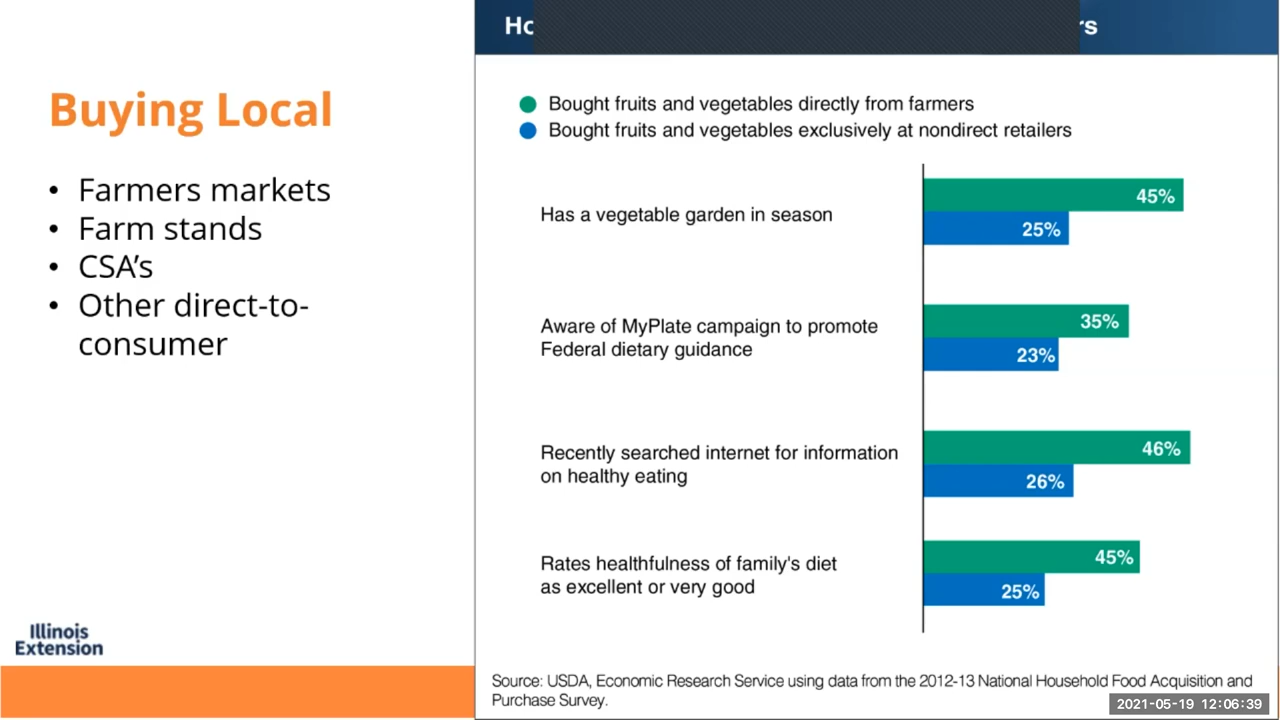 Buying Local
• Farmers markets
• Farm stands
• CSA's
• Other direct-to-
consumer
Illinois
Extension
Bought fruits and vegetables directly from farmers
Bought fruits and vegetables exclusively at nondirect retailers
Has a vegetable garden in season
45%
25%
Aware of MyPlate campaign to promote
Federal dietary guidance
35%
23%
Recently searched internet for information
on healthy eating
46%
26%
Rates healthfulness of family's diet
as excellent or very good
45%
25%
Source: USDA, Economic Research Service using data from the 2012-13 National Household Food Acquisition and
Purchase Survey.
2021-05-19 12:06:39